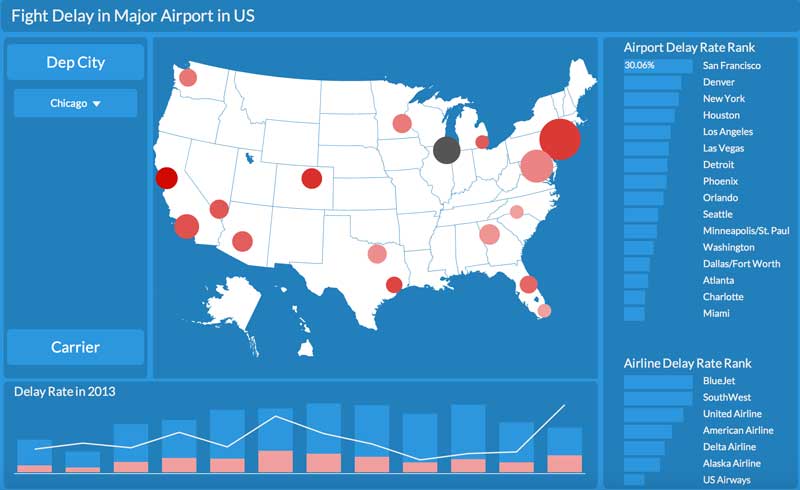 Fight Delay in Major Airport in US
Dep City
Chicago
Carrier
Airport Delay Rate Rank
30.06% San Francisco
Denver
New York
Houston
Los Angeles
Las Vegas
Detroit
Phoenix
Orlando
Seattle
Minneapolis/St. Paul
Washington
Dallas/Fort Worth
Atlanta
Charlotte
Miami
Airline Delay Rate Rank
BlueJet
SouthWest
United Airline
American Airline
Delta Airline
Alaska Airline
US Airways
Delay Rate in 2013